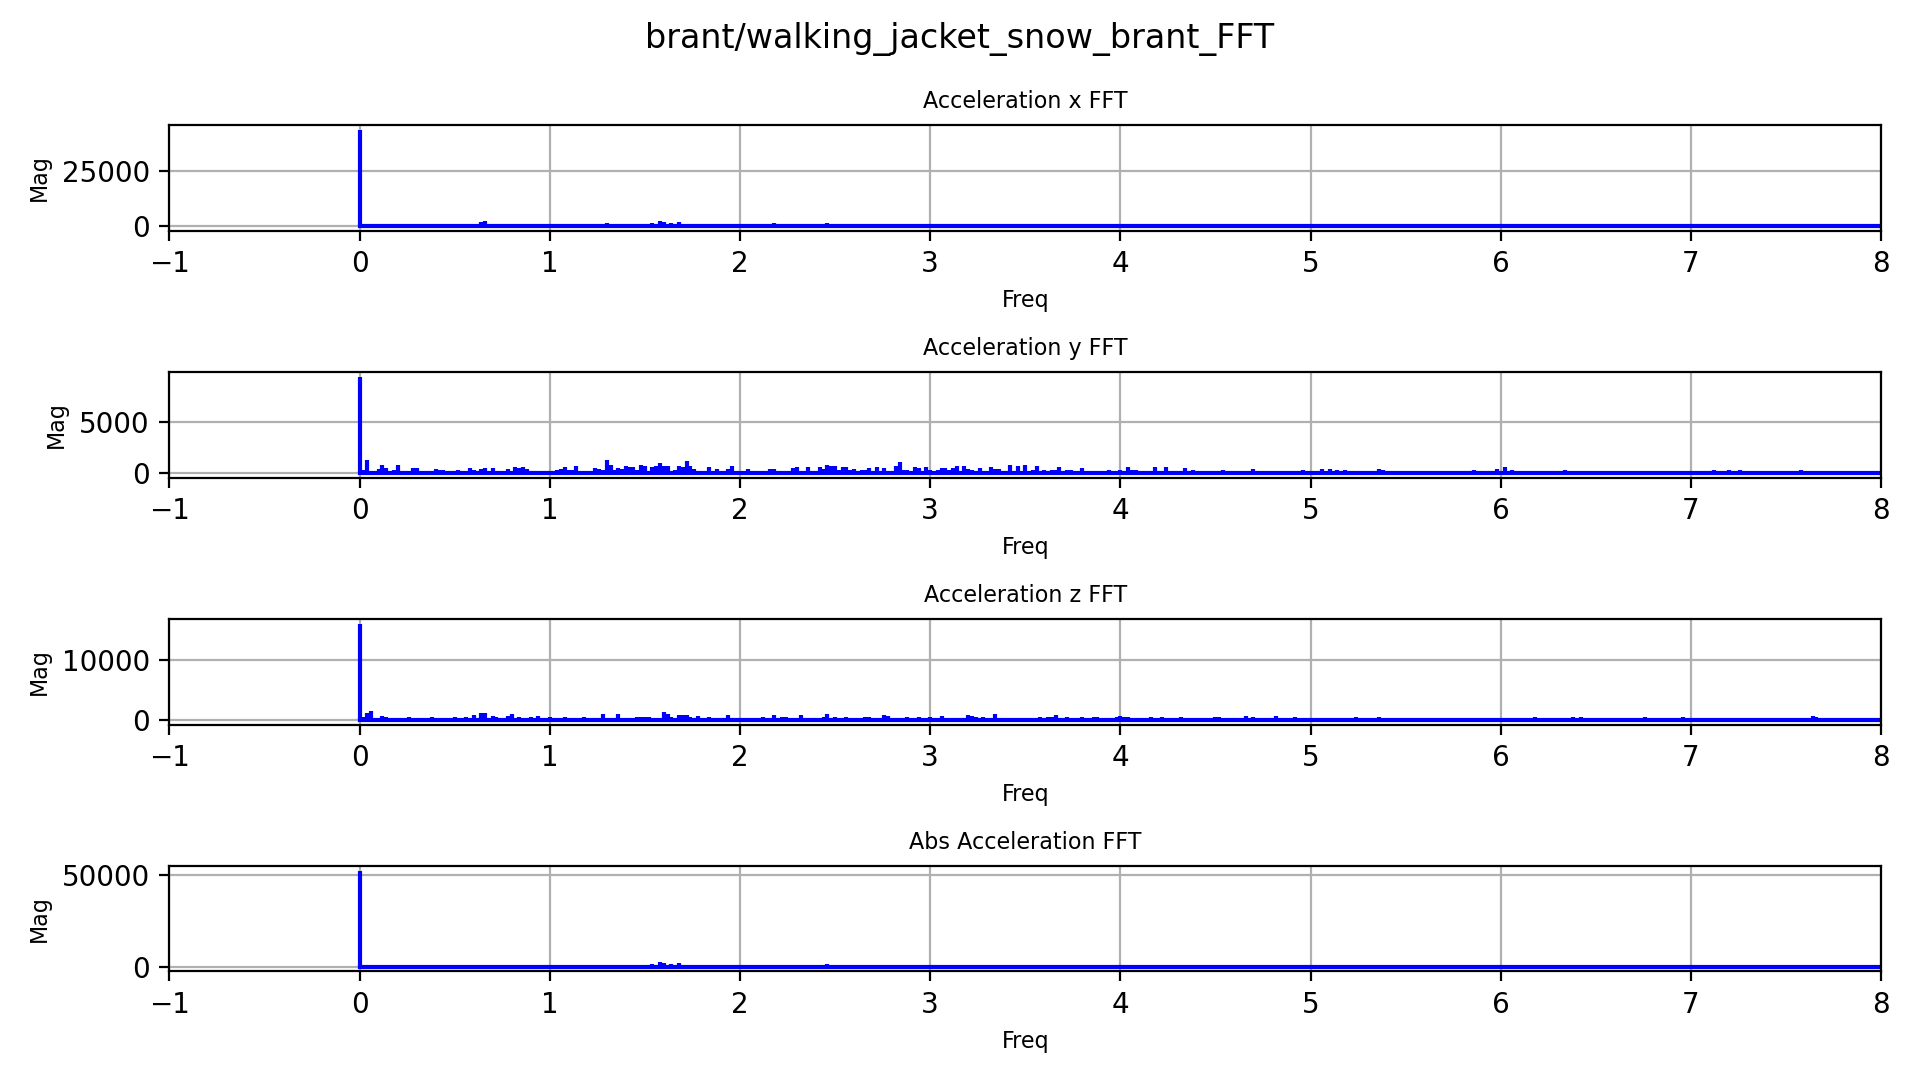 brant/walking_jacket_snow_brant_FFT
Acceleration x FFT
Mag
25000
0
−1 0 1 2 3 4 5 6 7 8
Freq
Acceleration y FFT
Mag
5000
0
−1 0 1 2 3 4 5 6 7 8
Freq
Acceleration z FFT
Mag
10000
0
−1 0 1 2 3 4 5 6 7 8
Freq
Abs Acceleration FFT
Mag
50000
0
−1 0 1 2 3 4 5 6 7 8
Freq